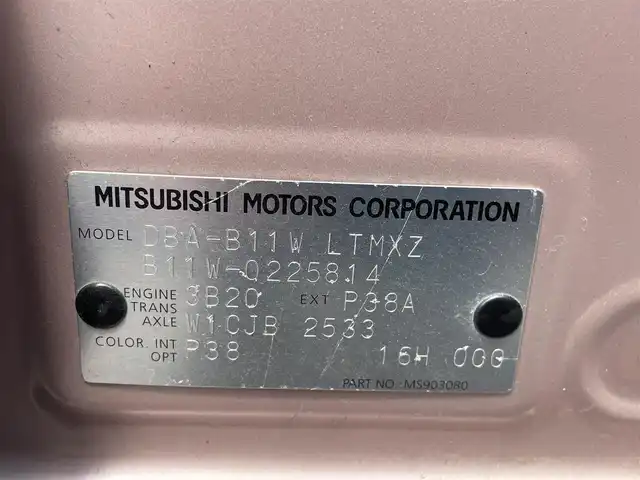 MITSUBISHI MOTORS CORPORATION
MODEL DBA-B11W LTMXZ
B11W-0225814
ENGINE 3B20 EXT P38A
TRANS AXLE W1CJB 2533
COLOR. INT OPT P38 16H 000
PART NO. MS903080